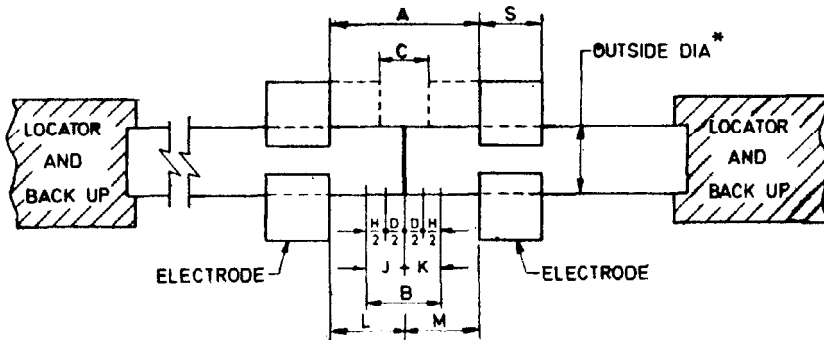 A
S
C
OUTSIDE DIA*
LOCATOR
AND
BACK UP
LOCATOR
AND
BACK UP
H/2 D/2 D/2 H/2
J K
B
L M
ELECTRODE
ELECTRODE